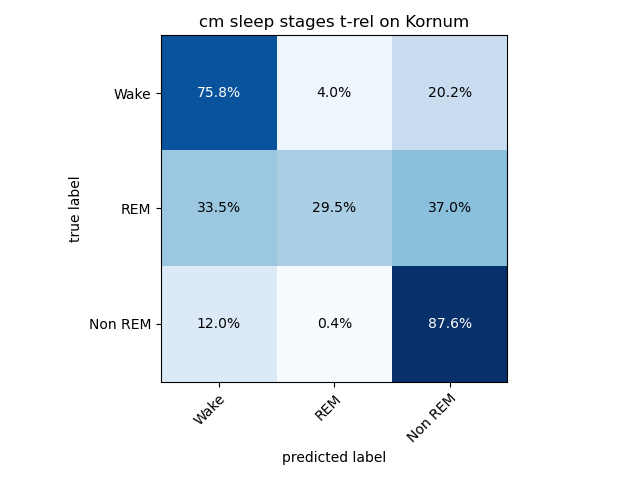 cm sleep stages t-rel on Kornum
true label
Wake 75.8% 4.0% 20.2%
REM 33.5% 29.5% 37.0%
Non REM 12.0% 0.4% 87.6%
Wake REM Non REM
predicted label